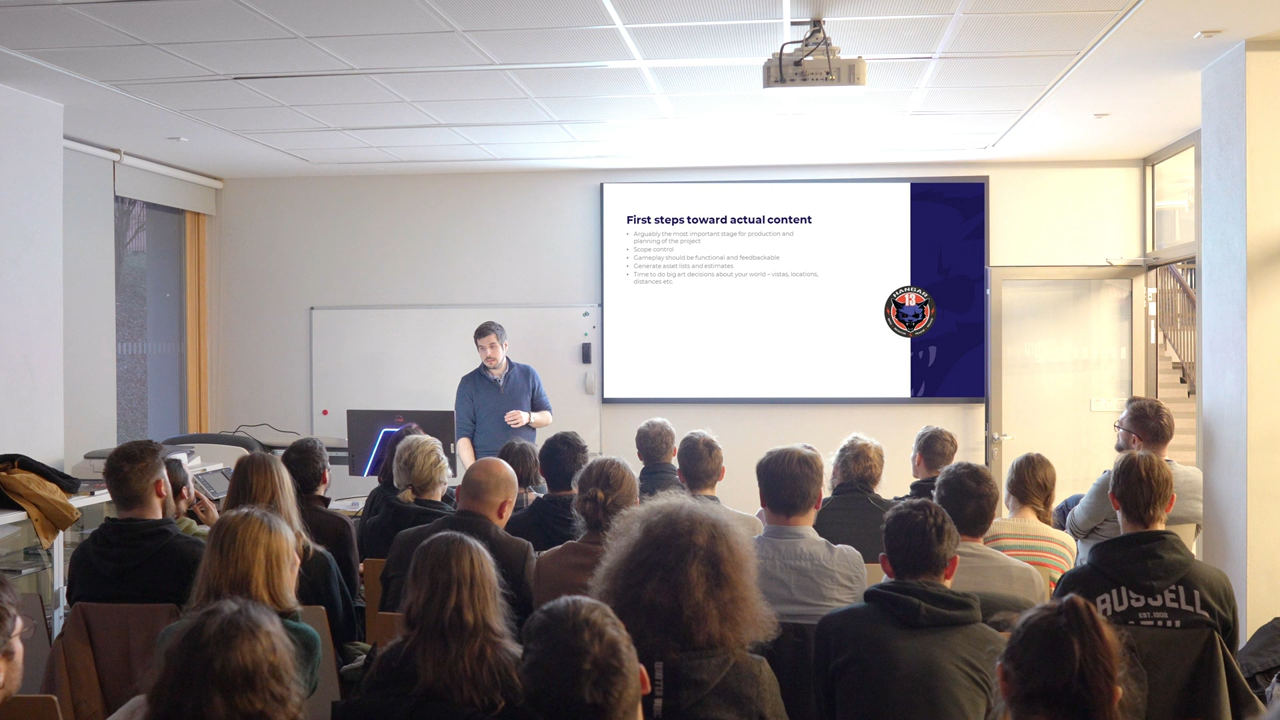 First steps toward actual content
• Arguably the most important stage for production and
planning of the project
• Scope control
• Gameplay should be functional and feedbackable
• Generate asset lists and estimates
• Time to do big art decisions about your world – vistas, locations,
distances etc.
HANGAR
13
RUSSELL
EST. 1902